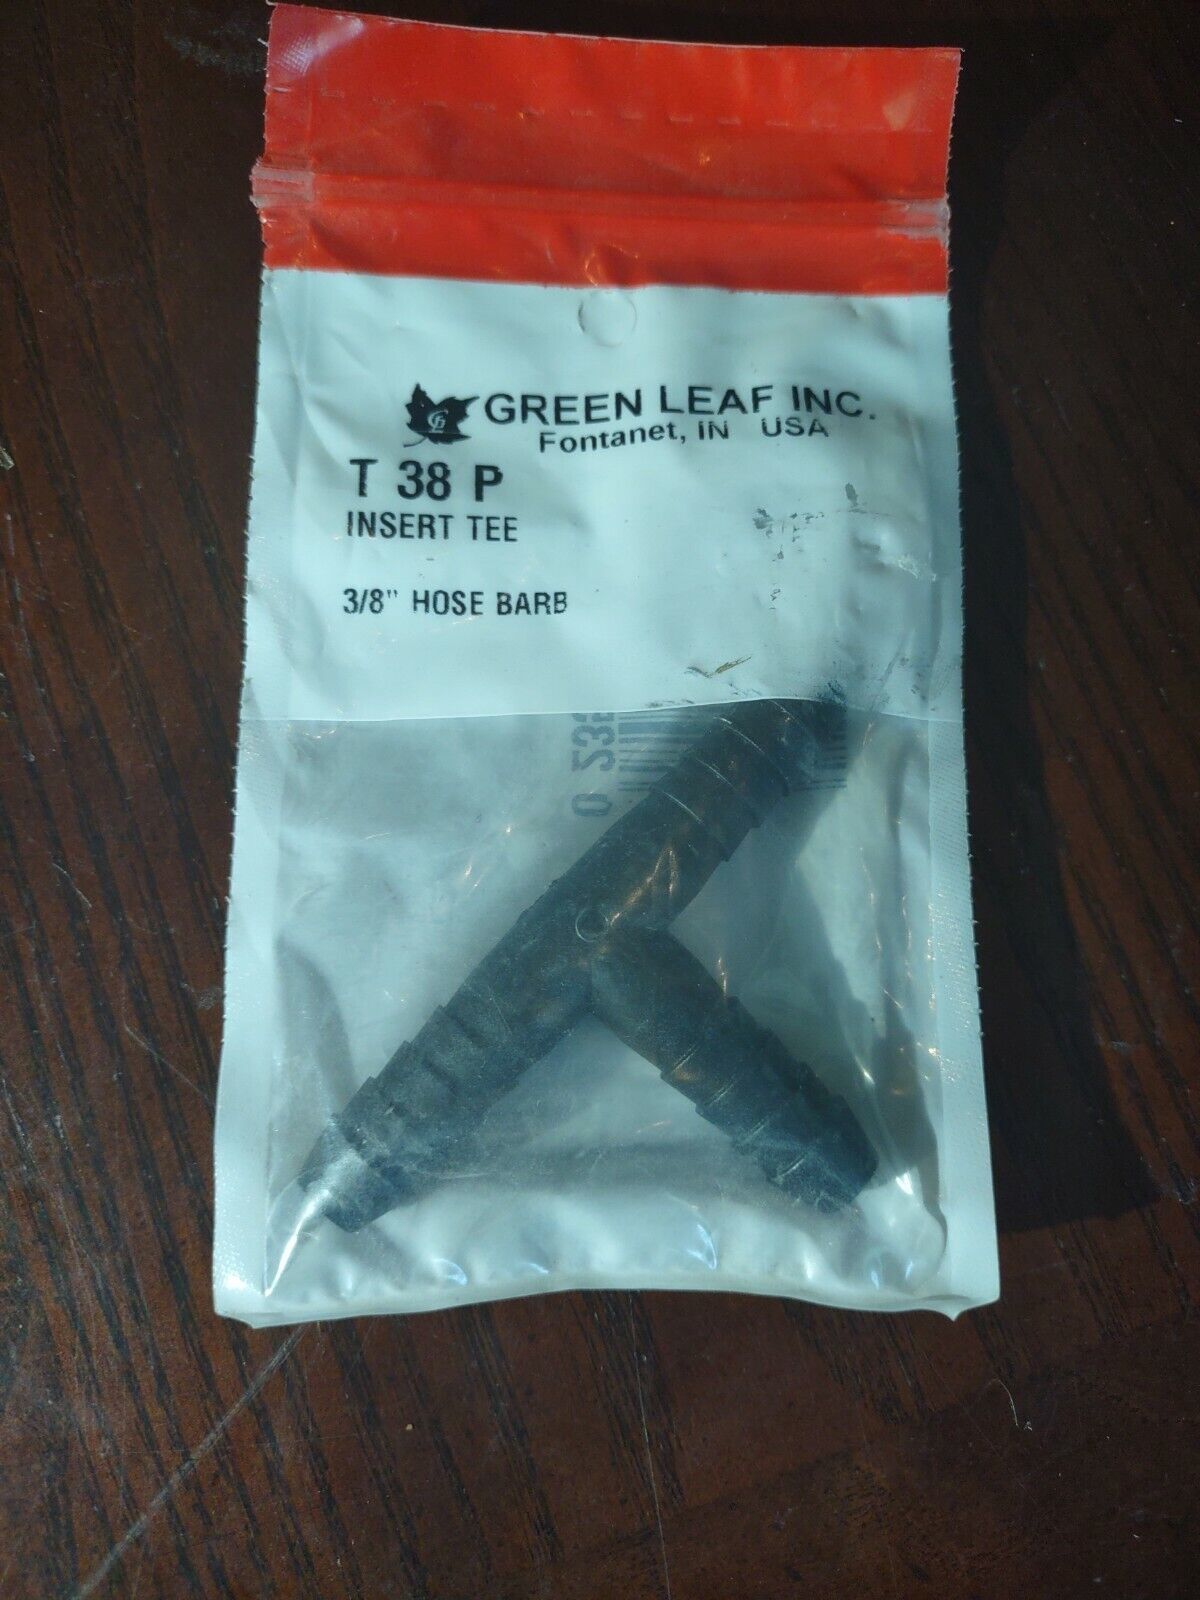 GREEN LEAF INC.
Fontanet, IN USA
T 38 P
INSERT TEE
3/8" HOSE BARB